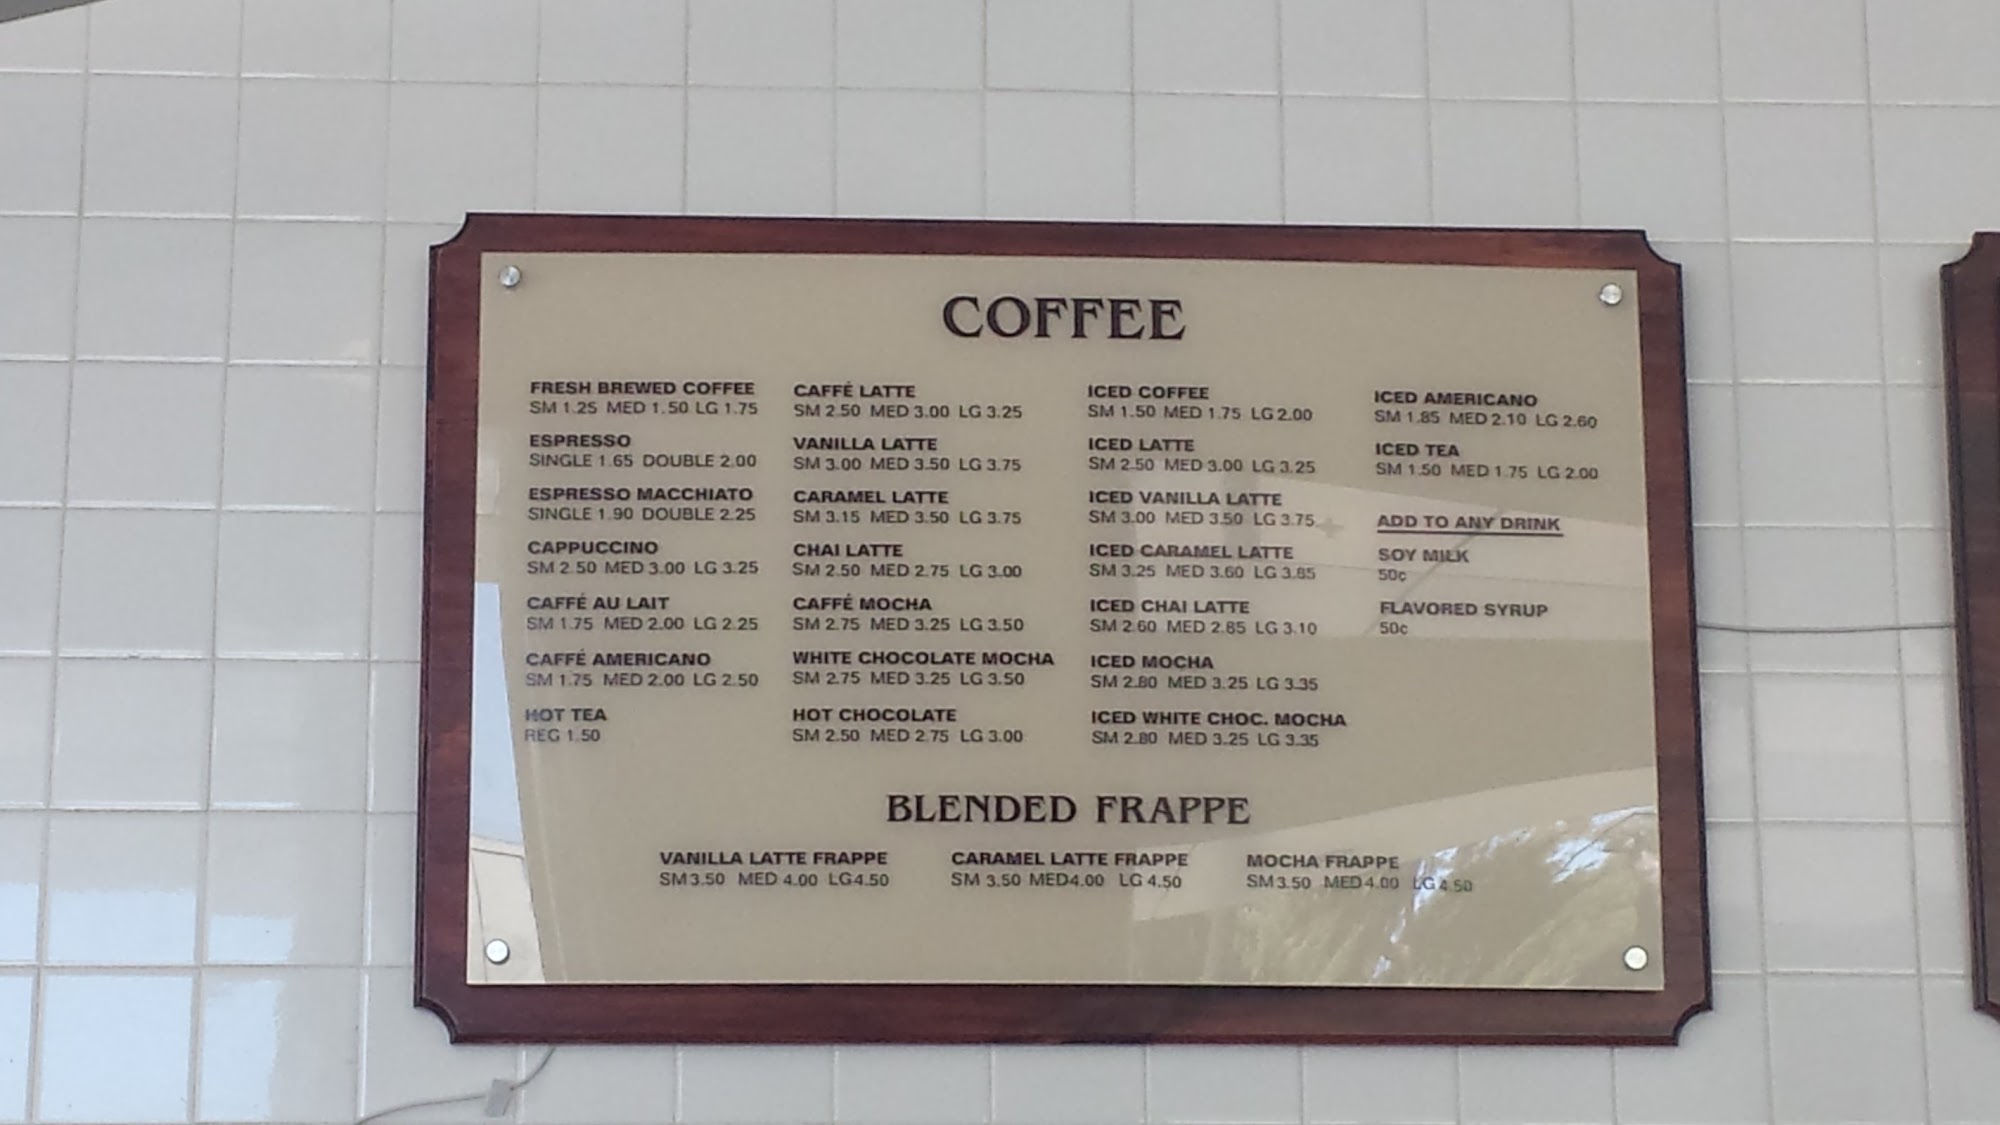 COFFEE
FRESH BREWED COFFEE
SM 1.25 MED 1.50 LG 1.75
ESPRESSO
SINGLE 1.65 DOUBLE 2.00
ESPRESSO MACCHIATO
SINGLE 1.90 DOUBLE 2.25
CAPPUCCINO
SM 2.50 MED 3.00 LG 3.25
CAFFÉ AU LAIT
SM 1.75 MED 2.00 LG 2.25
CAFFÉ AMERICANO
SM 1.75 MED 2.00 LG 2.50
HOT TEA
REG 1.50
CAFFÉ LATTE
SM 2.50 MED 3.00 LG 3.25
VANILLA LATTE
SM 3.00 MED 3.50 LG 3.75
CARAMEL LATTE
SM 3.15 MED 3.50 LG 3.75
CHAI LATTE
SM 2.50 MED 2.75 LG 3.00
CAFFÉ MOCHA
SM 2.75 MED 3.25 LG 3.50
WHITE CHOCOLATE MOCHA
SM 2.75 MED 3.25 LG 3.50
HOT CHOCOLATE
SM 2.50 MED 2.75 LG 3.00
ICED COFFEE
SM 1.50 MED 1.75 LG 2.00
ICED LATTE
SM 2.50 MED 3.00 LG 3.25
ICED VANILLA LATTE
SM 3.00 MED 3.50 LG 3.75
ICED CARAMEL LATTE
SM 3.25 MED 3.60 LG 3.85
ICED CHAI LATTE
SM 2.60 MED 2.85 LG 3.10
ICED MOCHA
SM 2.80 MED 3.25 LG 3.35
ICED WHITE CHOC. MOCHA
SM 2.80 MED 3.25 LG 3.35
ICED AMERICANO
SM 1.85 MED 2.10 LG 2.60
ICED TEA
SM 1.50 MED 1.75 LG 2.00
ADD TO ANY DRINK
SOY MILK
50¢
FLAVORED SYRUP
50¢
BLENDED FRAPPE
VANILLA LATTE FRAPPE
SM 3.50 MED 4.00 LG 4.50
CARAMEL LATTE FRAPPE
SM 3.50 MED 4.00 LG 4.50
MOCHA FRAPPE
SM 3.50 MED 4.00 LG 4.50